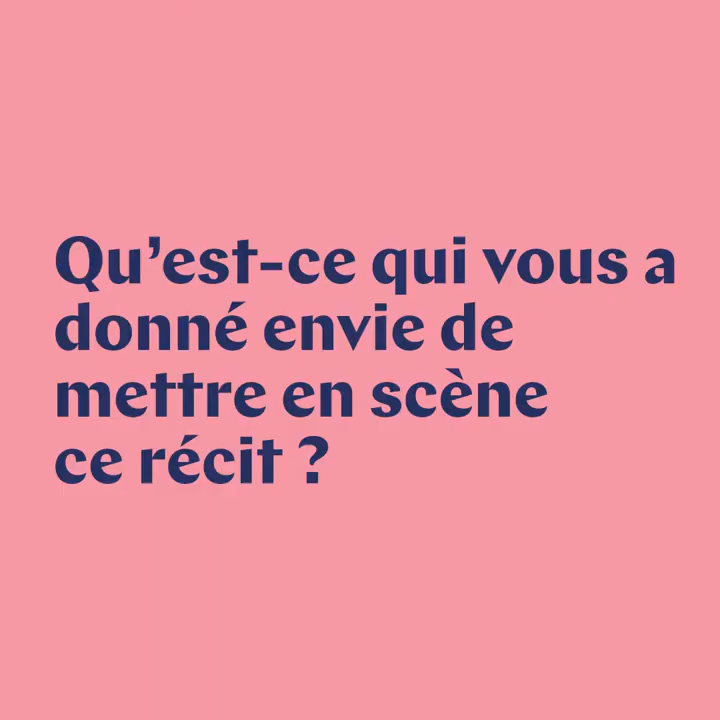 Qu’est-ce qui vous a
donné envie de
mettre en scène
ce récit ?